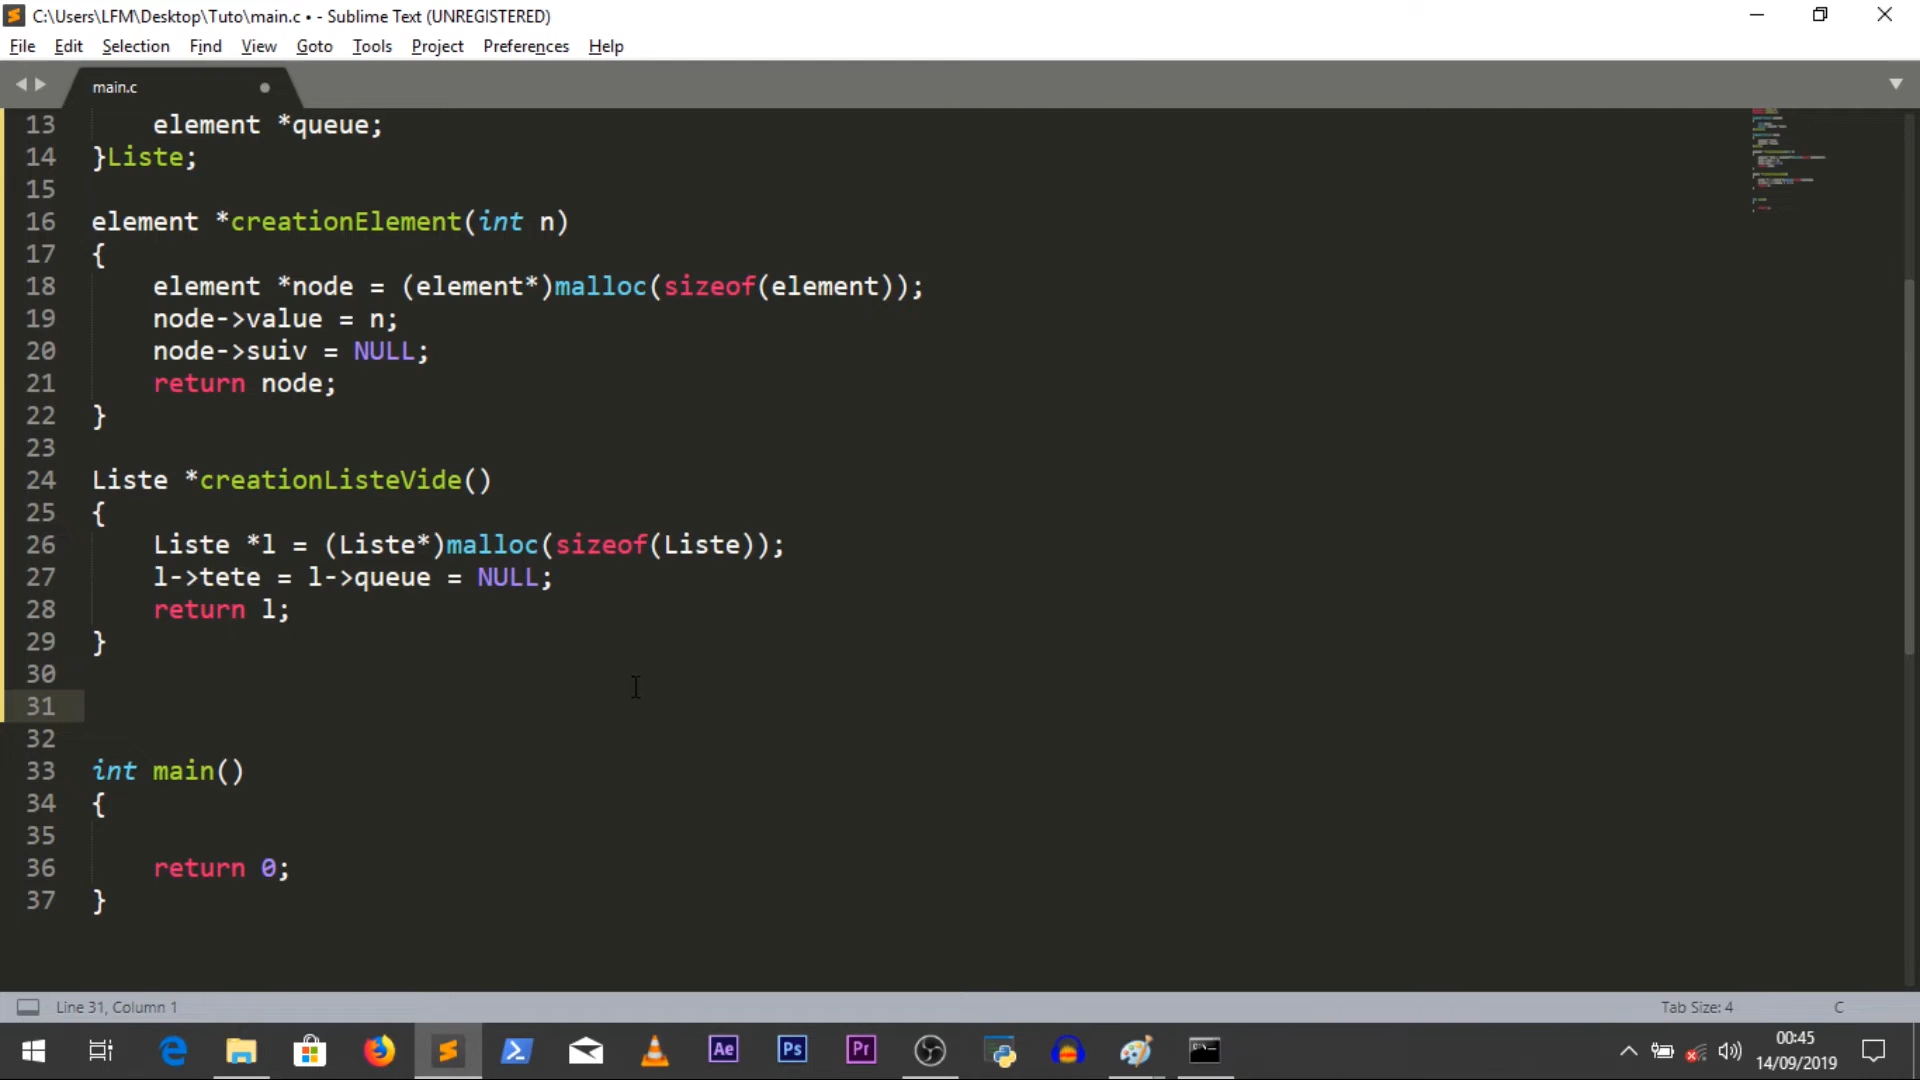 C:\Users\LFM\Desktop\Tuto\main.c • - Sublime Text (UNREGISTERED)
File Edit Selection Find View Goto Tools Project Preferences Help
main.c
13 element *queue;
14 }Liste;
15
16 element *creationElement(int n)
17 {
18 element *node = (element*)malloc(sizeof(element));
19 node->value = n;
20 node->suiv = NULL;
21 return node;
22 }
23
24 Liste *creationListeVide()
25 {
26 Liste *l = (Liste*)malloc(sizeof(Liste));
27 l->tete = l->queue = NULL;
28 return l;
29 }
30
31
32
33 int main()
34 {
35
36 return 0;
37 }
Line 31, Column 1 Tab Size: 4 C
Ae Ps Pr
00:45
14/09/2019